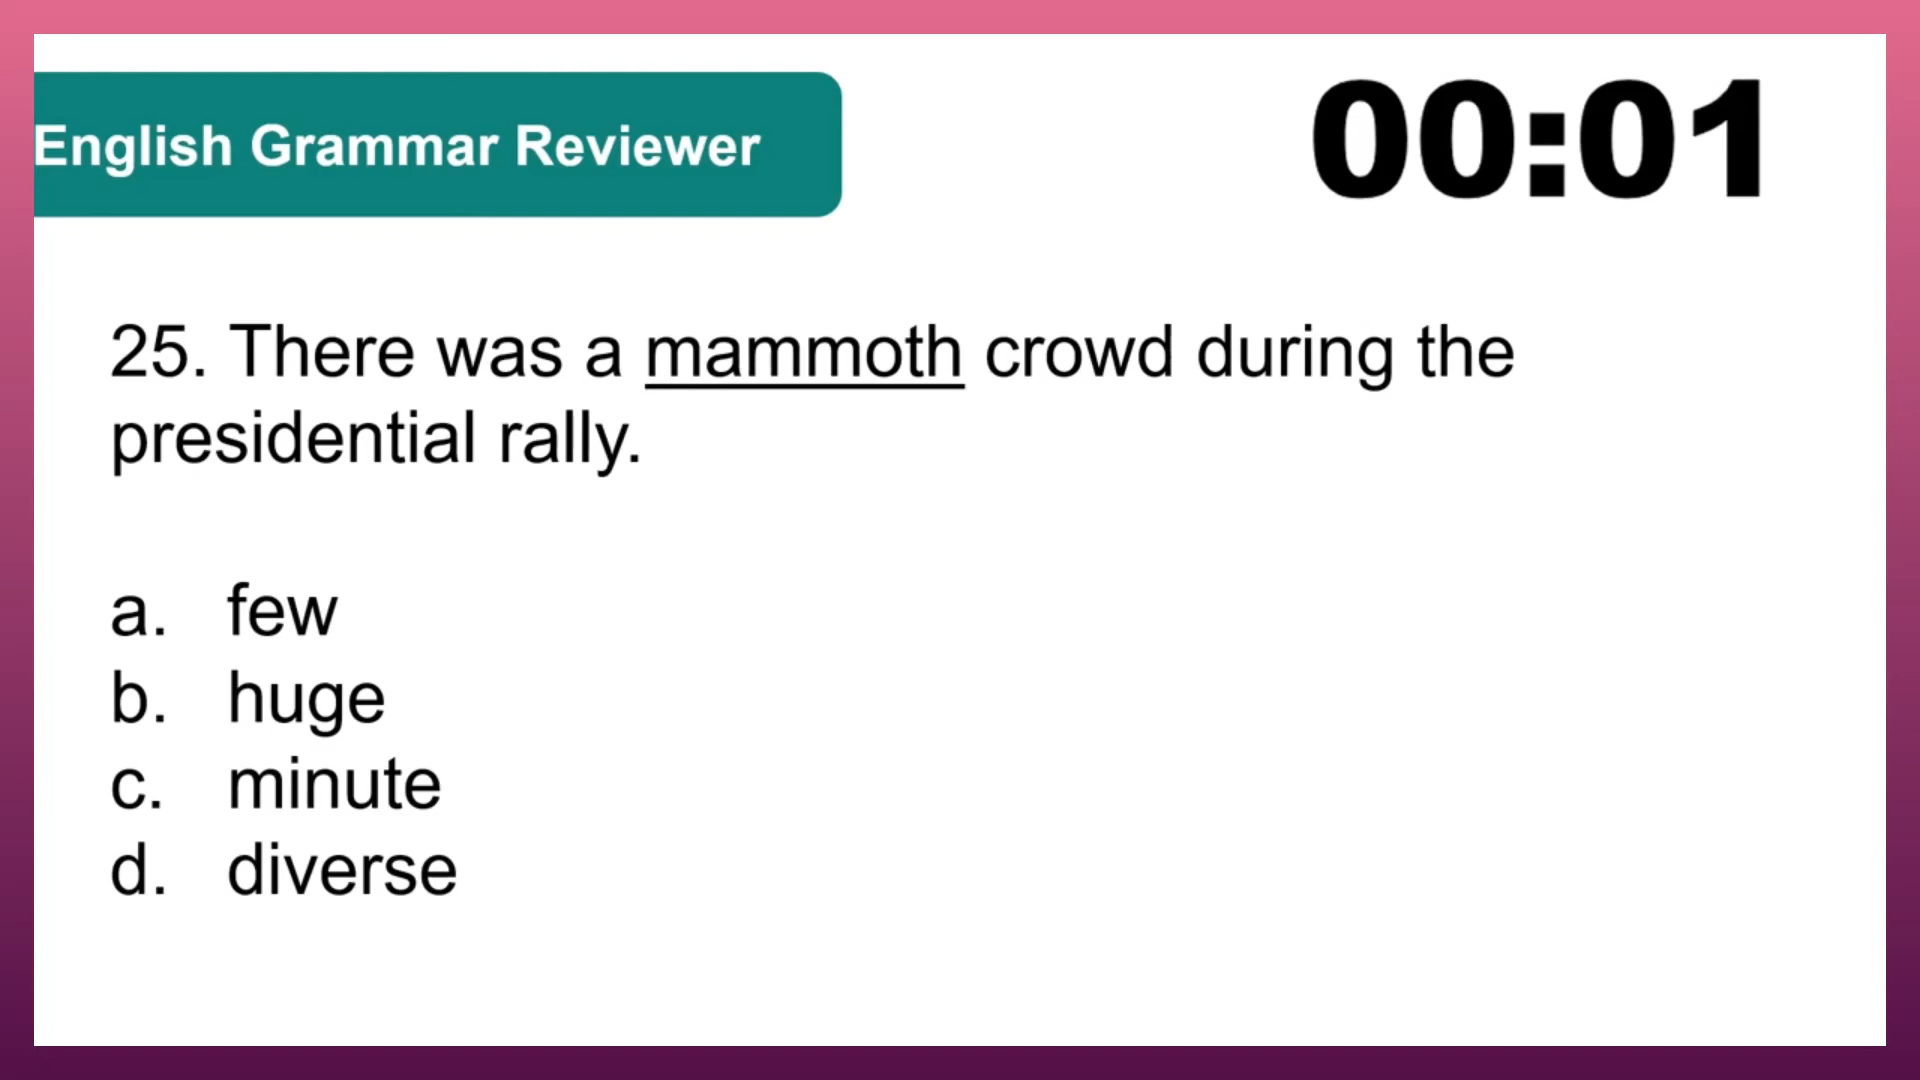 English Grammar Reviewer
00:01
25. There was a mammoth crowd during the
presidential rally.
a. few
b. huge
c. minute
d. diverse